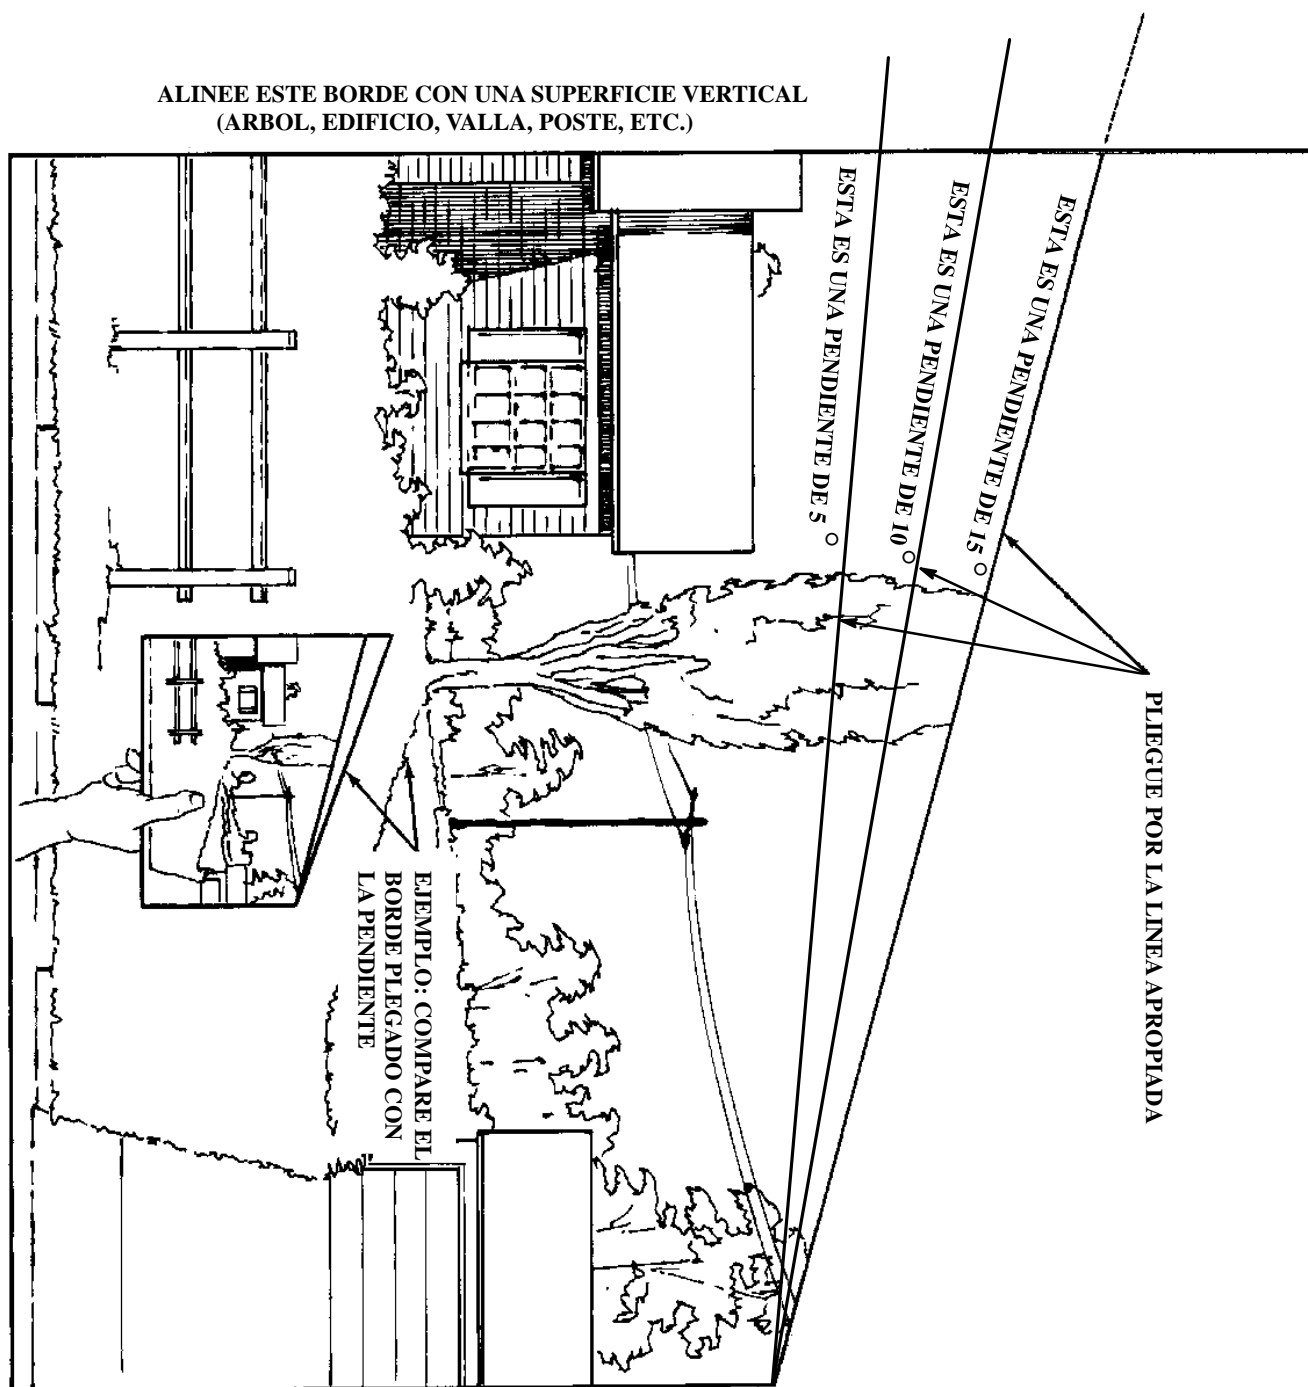 ALINEE ESTE BORDE CON UNA SUPERFICIE VERTICAL
(ARBOL, EDIFICIO, VALLA, POSTE, ETC.)
ESTA ES UNA PENDIENTE DE 15°
ESTA ES UNA PENDIENTE DE 10°
ESTA ES UNA PENDIENTE DE 5°
PLIEGUE POR LA LINEA APROPIADA
EJEMPLO: COMPARE EL
BORDE PLEGADO CON
LA PENDIENTE